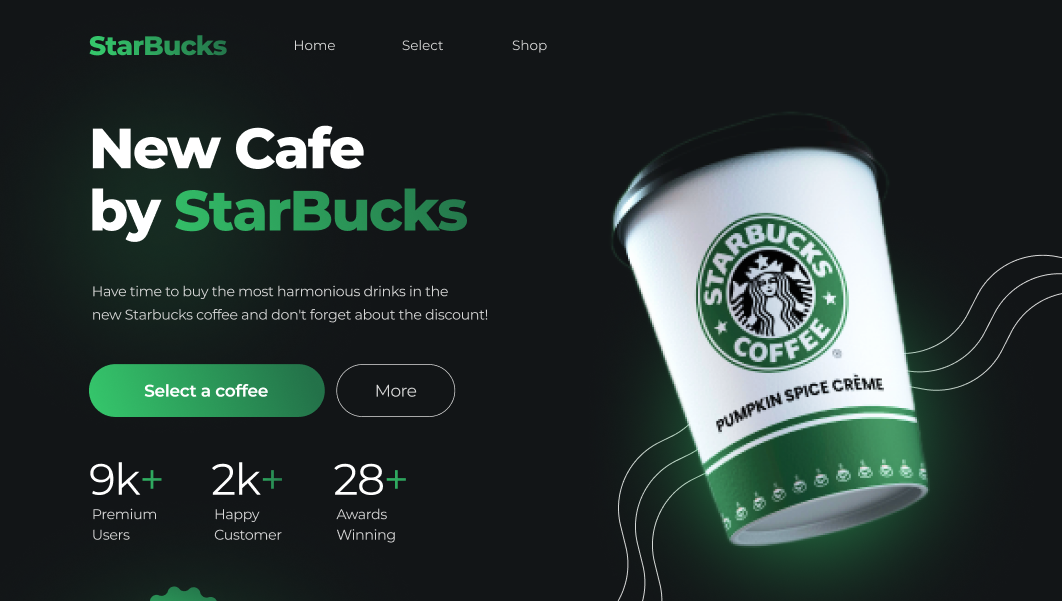 StarBucks
Home
Select
Shop
New Cafe
by StarBucks
Have time to buy the most harmonious drinks in the
new Starbucks coffee and don't forget about the discount!
Select a coffee
More
9k+
2k+
28+
Premium
Users
Happy
Customer
Awards
Winning
STARBUCKS
COFFEE
®
PUMPKIN SPICE CRÈME